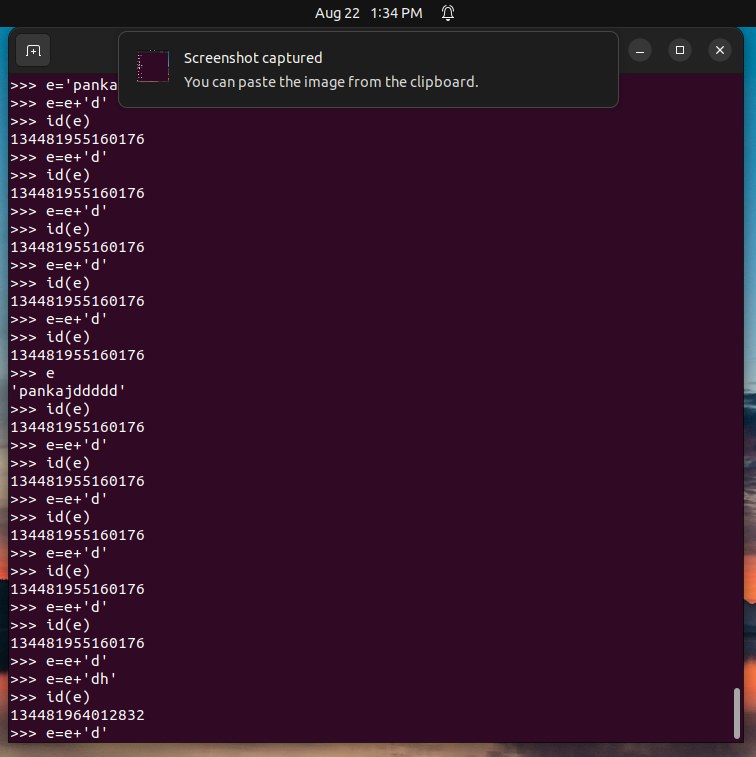 Aug 22 1:34 PM
Screenshot captured
You can paste the image from the clipboard.
>>> e='panka
>>> e=e+'d'
>>> id(e)
134481955160176
>>> e=e+'d'
>>> id(e)
134481955160176
>>> e=e+'d'
>>> id(e)
134481955160176
>>> e=e+'d'
>>> id(e)
134481955160176
>>> e=e+'d'
>>> id(e)
134481955160176
>>> e
'pankajddddd'
>>> id(e)
134481955160176
>>> e=e+'d'
>>> id(e)
134481955160176
>>> e=e+'d'
>>> id(e)
134481955160176
>>> e=e+'d'
>>> id(e)
134481955160176
>>> e=e+'d'
>>> id(e)
134481955160176
>>> e=e+'d'
>>> e=e+'dh'
>>> id(e)
134481964012832
>>> e=e+'d'